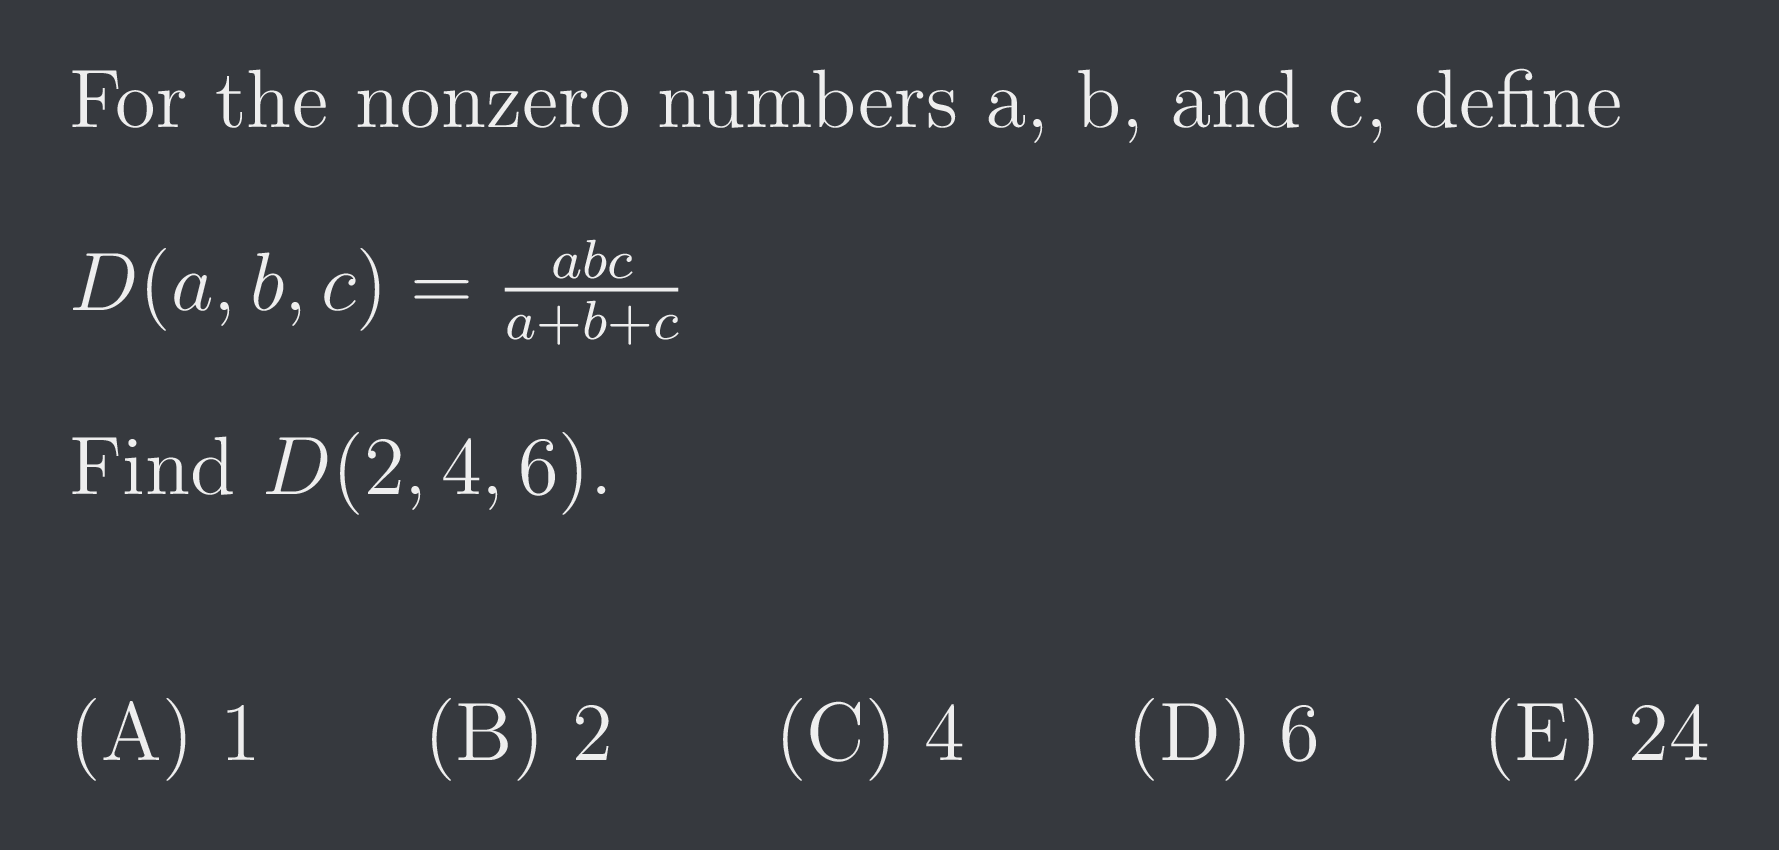 For the nonzero numbers a, b, and c, define
D(a, b, c) = \frac{abc}{a+b+c}
Find D(2, 4, 6).
(A) 1 (B) 2 (C) 4 (D) 6 (E) 24